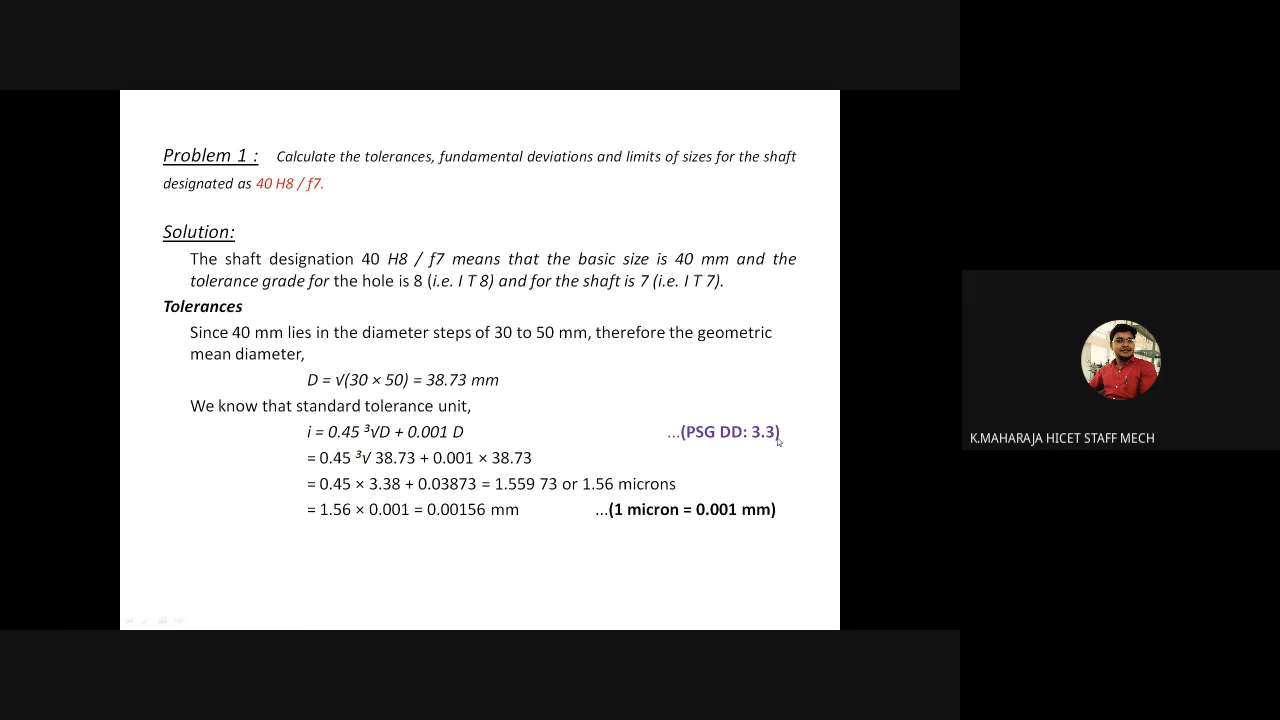 Problem 1 : Calculate the tolerances, fundamental deviations and limits of sizes for the shaft
designated as 40 H8 / f7.
Solution:
The shaft designation 40 H8 / f7 means that the basic size is 40 mm and the
tolerance grade for the hole is 8 (i.e. I T 8) and for the shaft is 7 (i.e. I T 7).
Tolerances
Since 40 mm lies in the diameter steps of 30 to 50 mm, therefore the geometric
mean diameter,
D = √(30 × 50) = 38.73 mm
We know that standard tolerance unit,
i = 0.45 ³√D + 0.001 D ...(PSG DD: 3.3)
= 0.45 ³√ 38.73 + 0.001 × 38.73
= 0.45 × 3.38 + 0.03873 = 1.559 73 or 1.56 microns
= 1.56 × 0.001 = 0.00156 mm ...(1 micron = 0.001 mm)
K.MAHARAJA HICET STAFF MECH